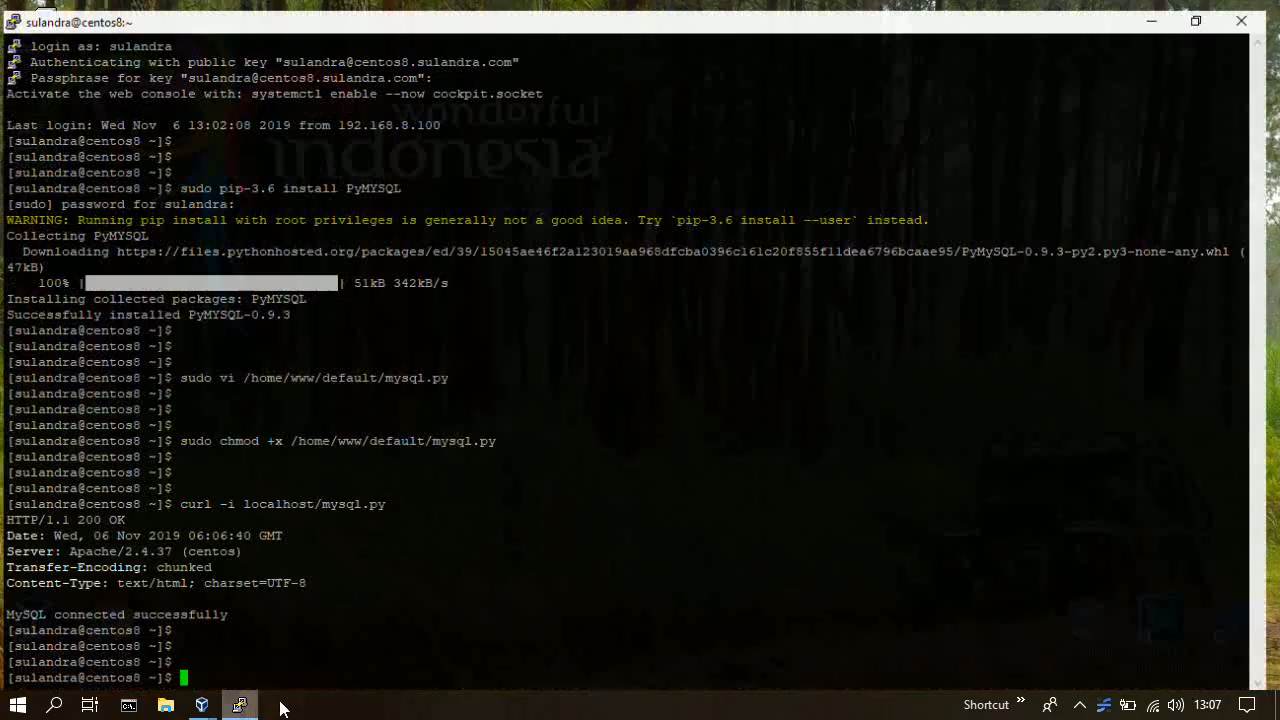 sulandra@centos8:~
login as: sulandra
Authenticating with public key "sulandra@centos8.sulandra.com"
Passphrase for key "sulandra@centos8.sulandra.com":
Activate the web console with: systemctl enable --now cockpit.socket
wonderful
indonesia
Last login: Wed Nov  6 13:02:08 2019 from 192.168.8.100
[sulandra@centos8 ~]$
[sulandra@centos8 ~]$
[sulandra@centos8 ~]$
[sulandra@centos8 ~]$ sudo pip-3.6 install PyMYSQL
[sudo] password for sulandra:
WARNING: Running pip install with root privileges is generally not a good idea. Try `pip-3.6 install --user` instead.
Collecting PyMYSQL
Downloading https://files.pythonhosted.org/packages/ed/39/15045ae46f2a123019aa968dfcba0396c161c20f855f11dea6796bcaae95/PyMySQL-0.9.3-py2.py3-none-any.whl (
47kB)
100% | | 51kB 342kB/s
Installing collected packages: PyMYSQL
Successfully installed PyMYSQL-0.9.3
[sulandra@centos8 ~]$
[sulandra@centos8 ~]$
[sulandra@centos8 ~]$
[sulandra@centos8 ~]$ sudo vi /home/www/default/mysql.py
[sulandra@centos8 ~]$
[sulandra@centos8 ~]$
[sulandra@centos8 ~]$
[sulandra@centos8 ~]$ sudo chmod +x /home/www/default/mysql.py
[sulandra@centos8 ~]$
[sulandra@centos8 ~]$
[sulandra@centos8 ~]$
[sulandra@centos8 ~]$ curl -i localhost/mysql.py
HTTP/1.1 200 OK
Date: Wed, 06 Nov 2019 06:06:40 GMT
Server: Apache/2.4.37 (centos)
Transfer-Encoding: chunked
Content-Type: text/html; charset=UTF-8
MySQL connected successfully
[sulandra@centos8 ~]$
[sulandra@centos8 ~]$
[sulandra@centos8 ~]$
[sulandra@centos8 ~]$
Shortcut » 13:07